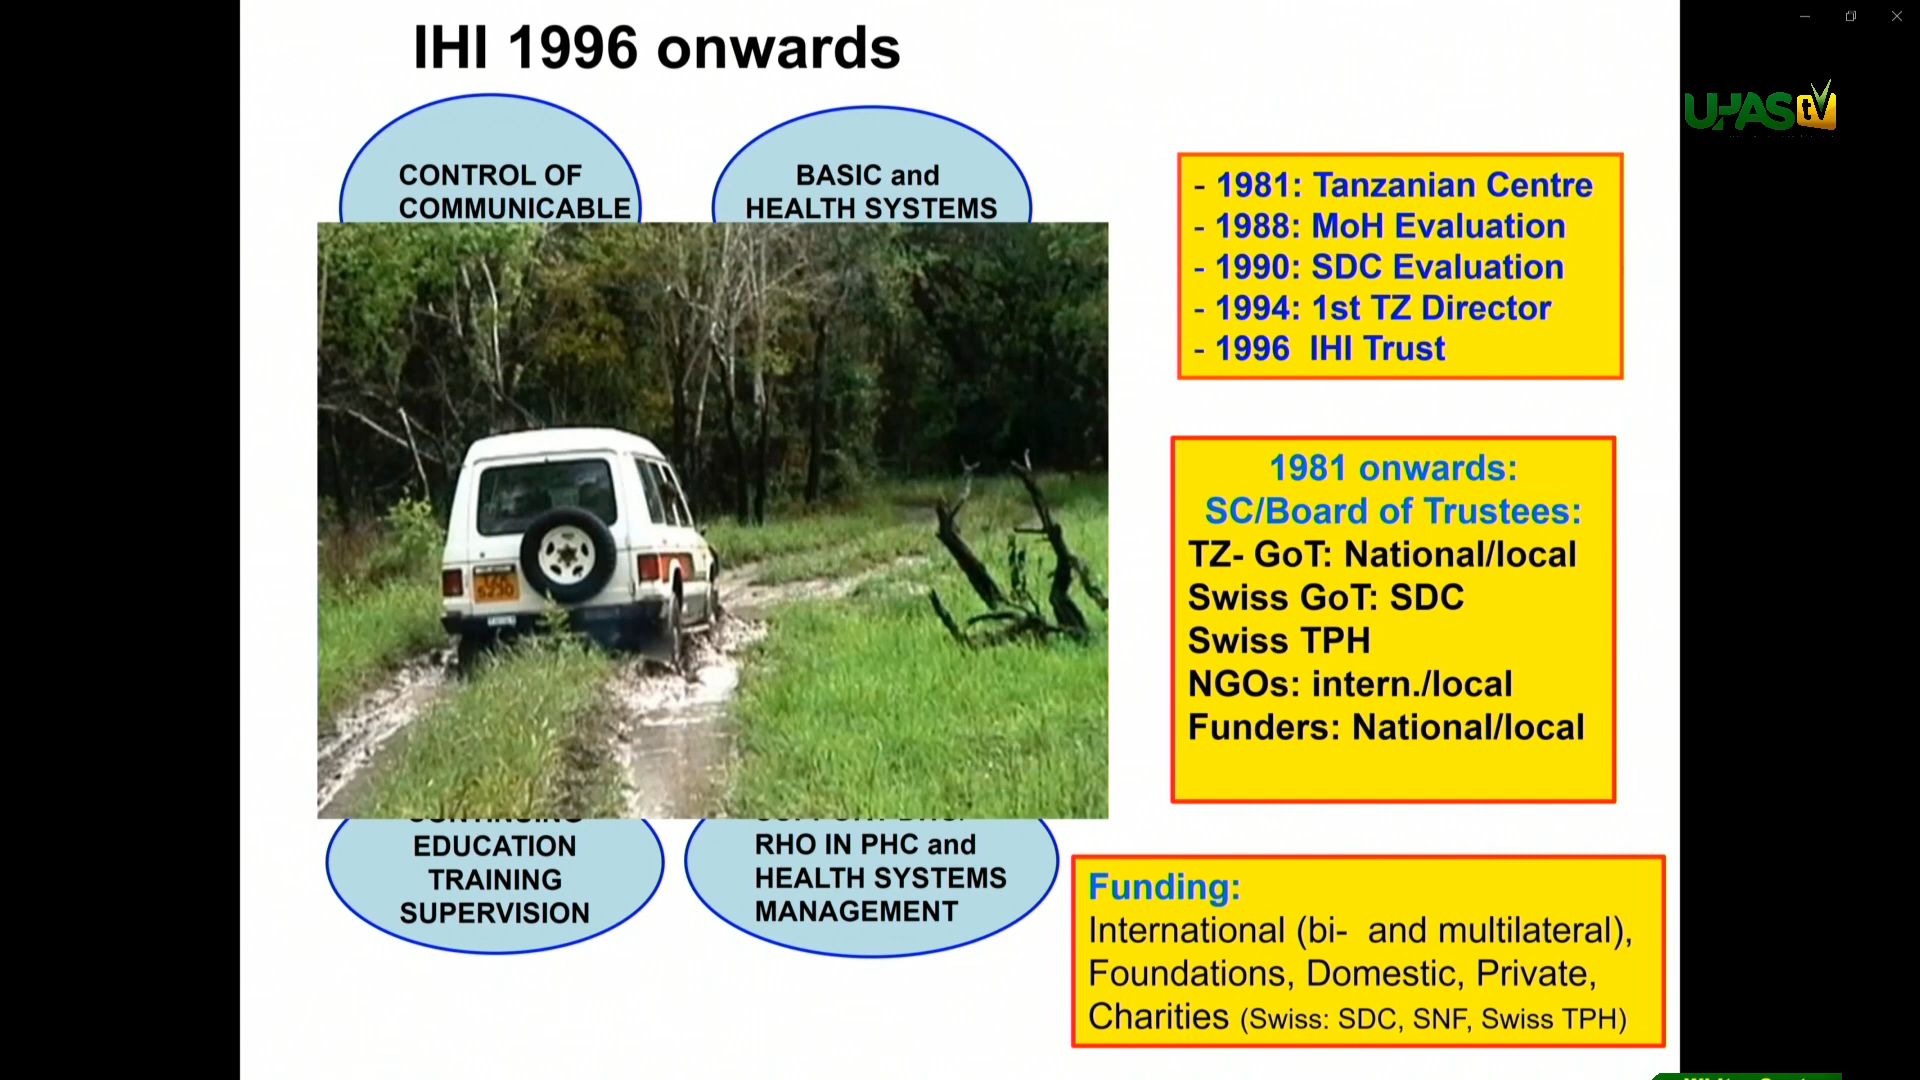 IHI 1996 onwards
CONTROL OF
COMMUNICABLE
BASIC and
HEALTH SYSTEMS
EDUCATION
TRAINING
SUPERVISION
RHO IN PHC and
HEALTH SYSTEMS
MANAGEMENT
- 1981: Tanzanian Centre
- 1988: MoH Evaluation
- 1990: SDC Evaluation
- 1994: 1st TZ Director
- 1996 IHI Trust
1981 onwards:
SC/Board of Trustees:
TZ- GoT: National/local
Swiss GoT: SDC
Swiss TPH
NGOs: intern./local
Funders: National/local
Funding:
International (bi- and multilateral),
Foundations, Domestic, Private,
Charities (Swiss: SDC, SNF, Swiss TPH)
UHAS tv